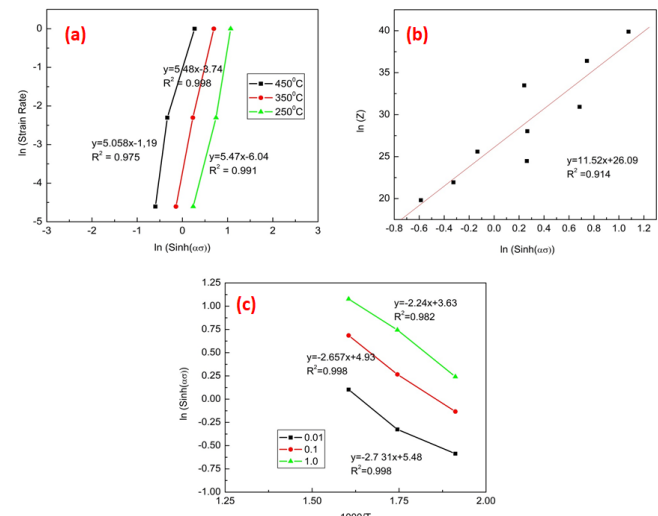 (a)
0
-1
-2
-3
-4
-5
ln (Strain Rate)
y=5.48x-3.74
R2 = 0.998
450⁰C
350⁰C
250⁰C
y=5.058x-1,19
R2 = 0.975
y=5.47x-6.04
R2 = 0.991
-3 -2 -1 0 1 2 3
ln (Sinh(ασ))
(b)
40
35
30
25
20
ln (Z)
y=11.52x+26.09
R2 =0.914
-0.8 -0.6 -0.4 -0.2 0.0 0.2 0.4 0.6 0.8 1.0 1.2
ln (Sinh(ασ))
(c)
1.25
1.00
0.75
0.50
0.25
0.00
-0.25
-0.50
-0.75
-1.00
ln (Sinh(ασ))
y=-2.24x+3.63
R2=0.982
y=-2.657x+4.93
R2=0.998
0.01
0.1
1.0
y=-2.7 31x+5.48
R2=0.998
1.25 1.50 1.75 2.00